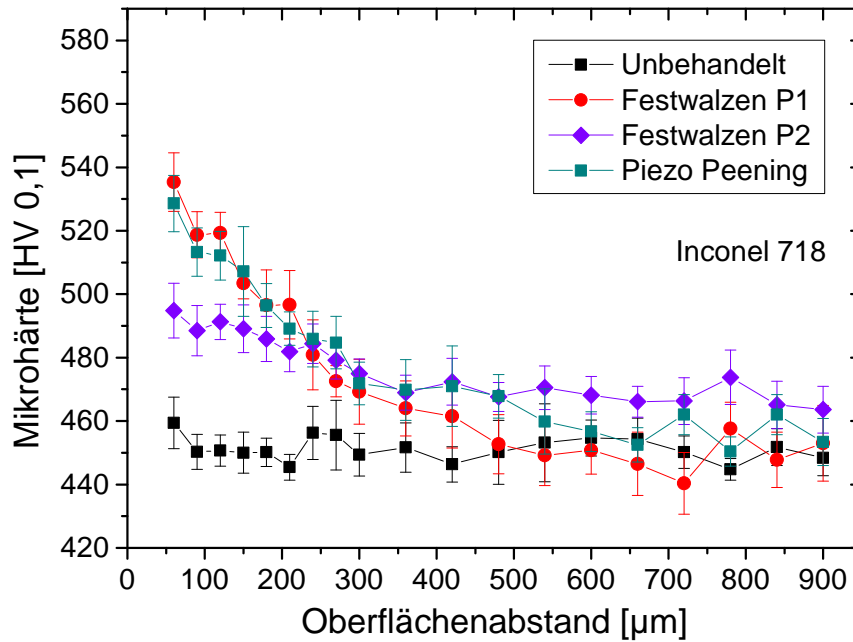 580
560
540
520
500
480
460
440
420
Mikrohärte [HV 0,1]
Unbehandelt
Festwalzen P1
Festwalzen P2
Piezo Peening
Inconel 718
0 100 200 300 400 500 600 700 800 900
Oberflächenabstand [µm]